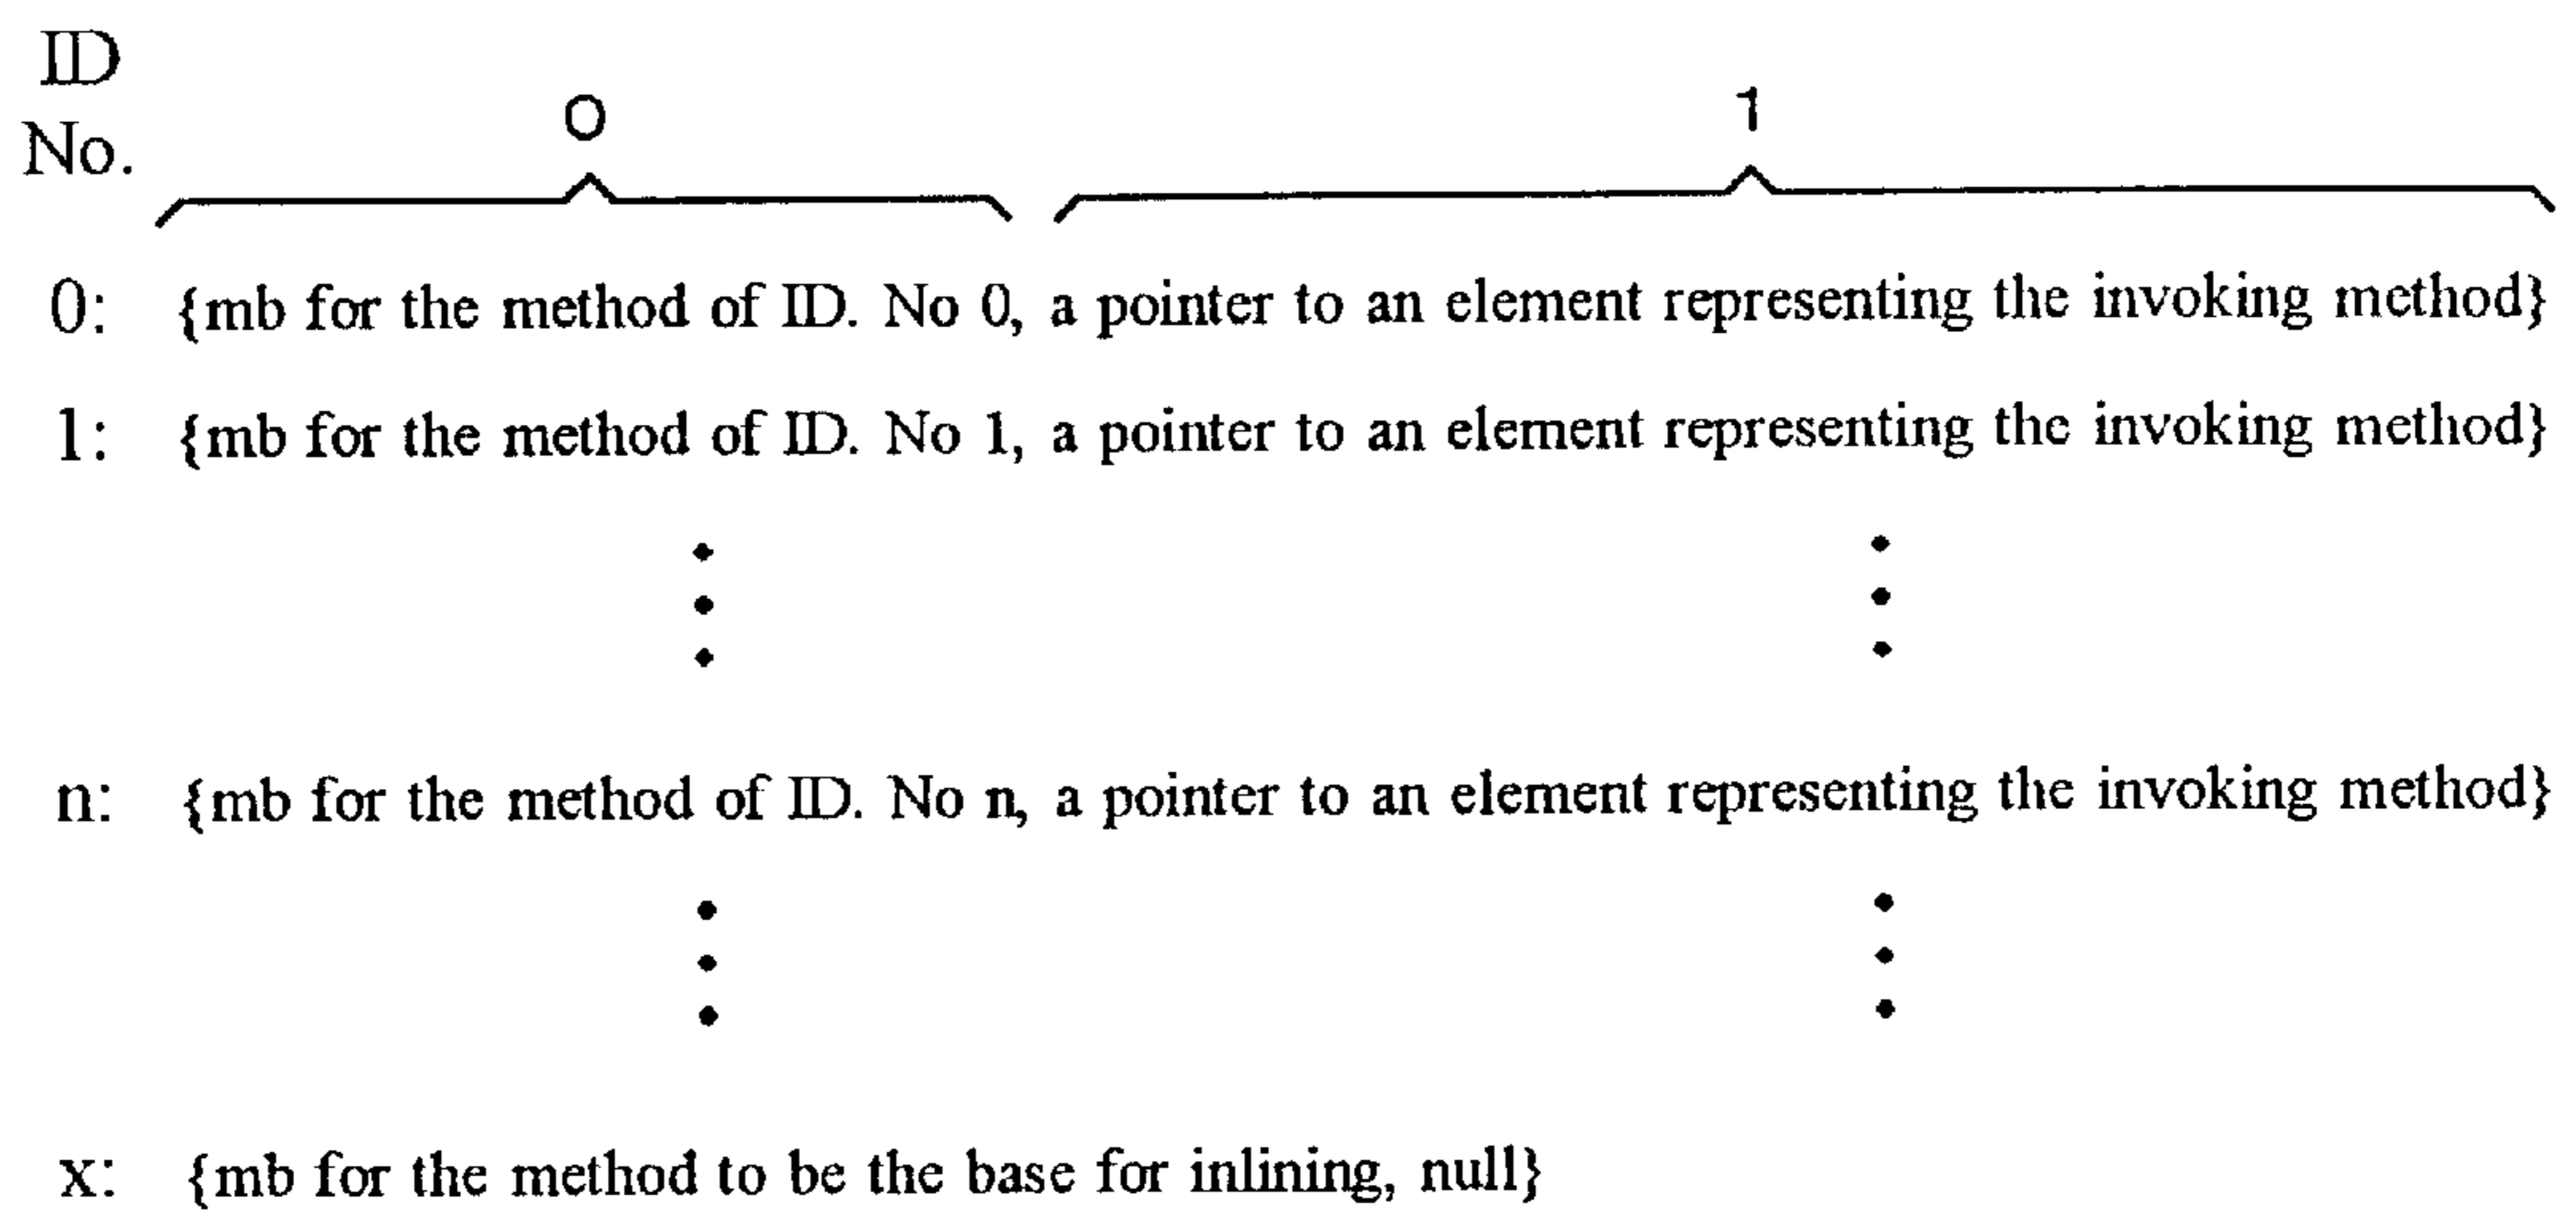 ID
No.
0 1
0: {mb for the method of ID. No 0, a pointer to an element representing the invoking method}
1: {mb for the method of ID. No 1, a pointer to an element representing the invoking method}
n: {mb for the method of ID. No n, a pointer to an element representing the invoking method}
x: {mb for the method to be the base for inlining, null}